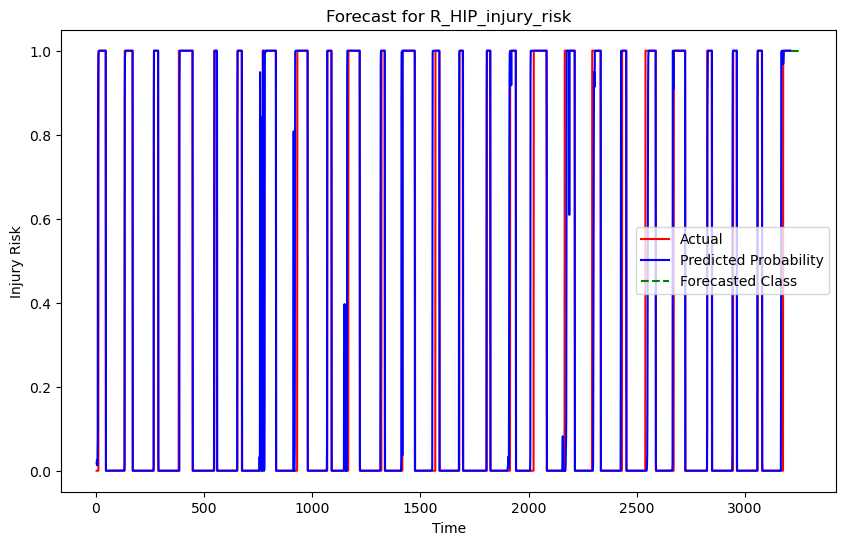 Forecast for R_HIP_injury_risk
1.0
0.8
0.6
0.4
0.2
0.0
Injury Risk
Actual
Predicted Probability
Forecasted Class
0 500 1000 1500 2000 2500 3000
Time